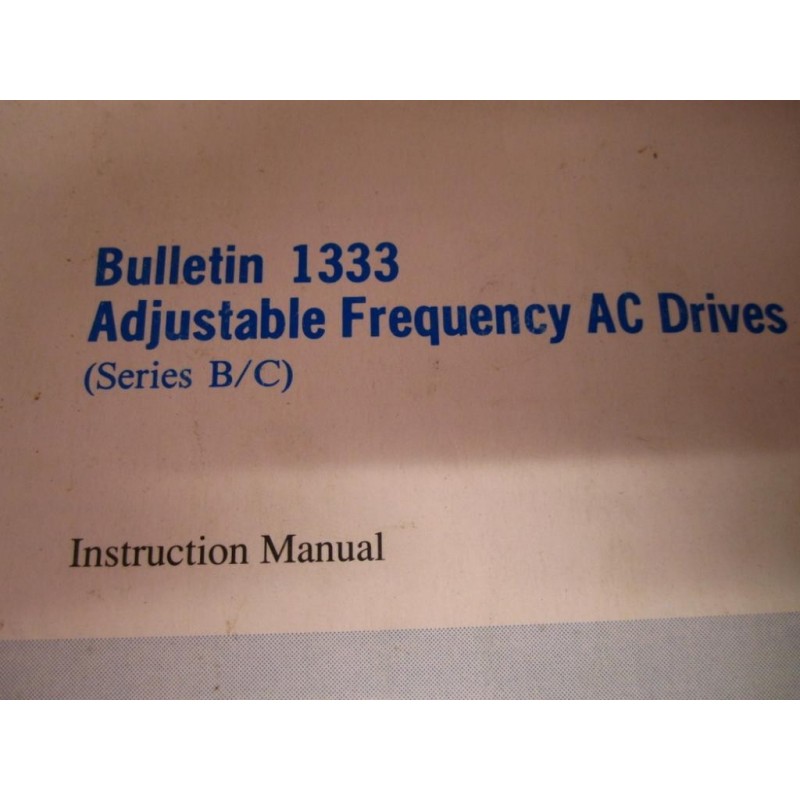 Bulletin 1333
Adjustable Frequency AC Drives
(Series B/C)
Instruction Manual